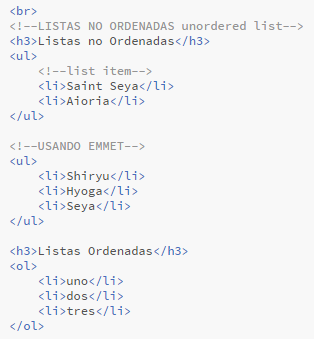 <br>
<!--LISTAS NO ORDENADAS unordered list-->
<h3>Listas no Ordenadas</h3>
<ul>
    <!--list item-->
    <li>Saint Seya</li>
    <li>Aioria</li>
</ul>

<!--USANDO EMMET-->
<ul>
    <li>Shiryu</li>
    <li>Hyoga</li>
    <li>Seya</li>
</ul>

<h3>Listas Ordenadas</h3>
<ol>
    <li>uno</li>
    <li>dos</li>
    <li>tres</li>
</ol>